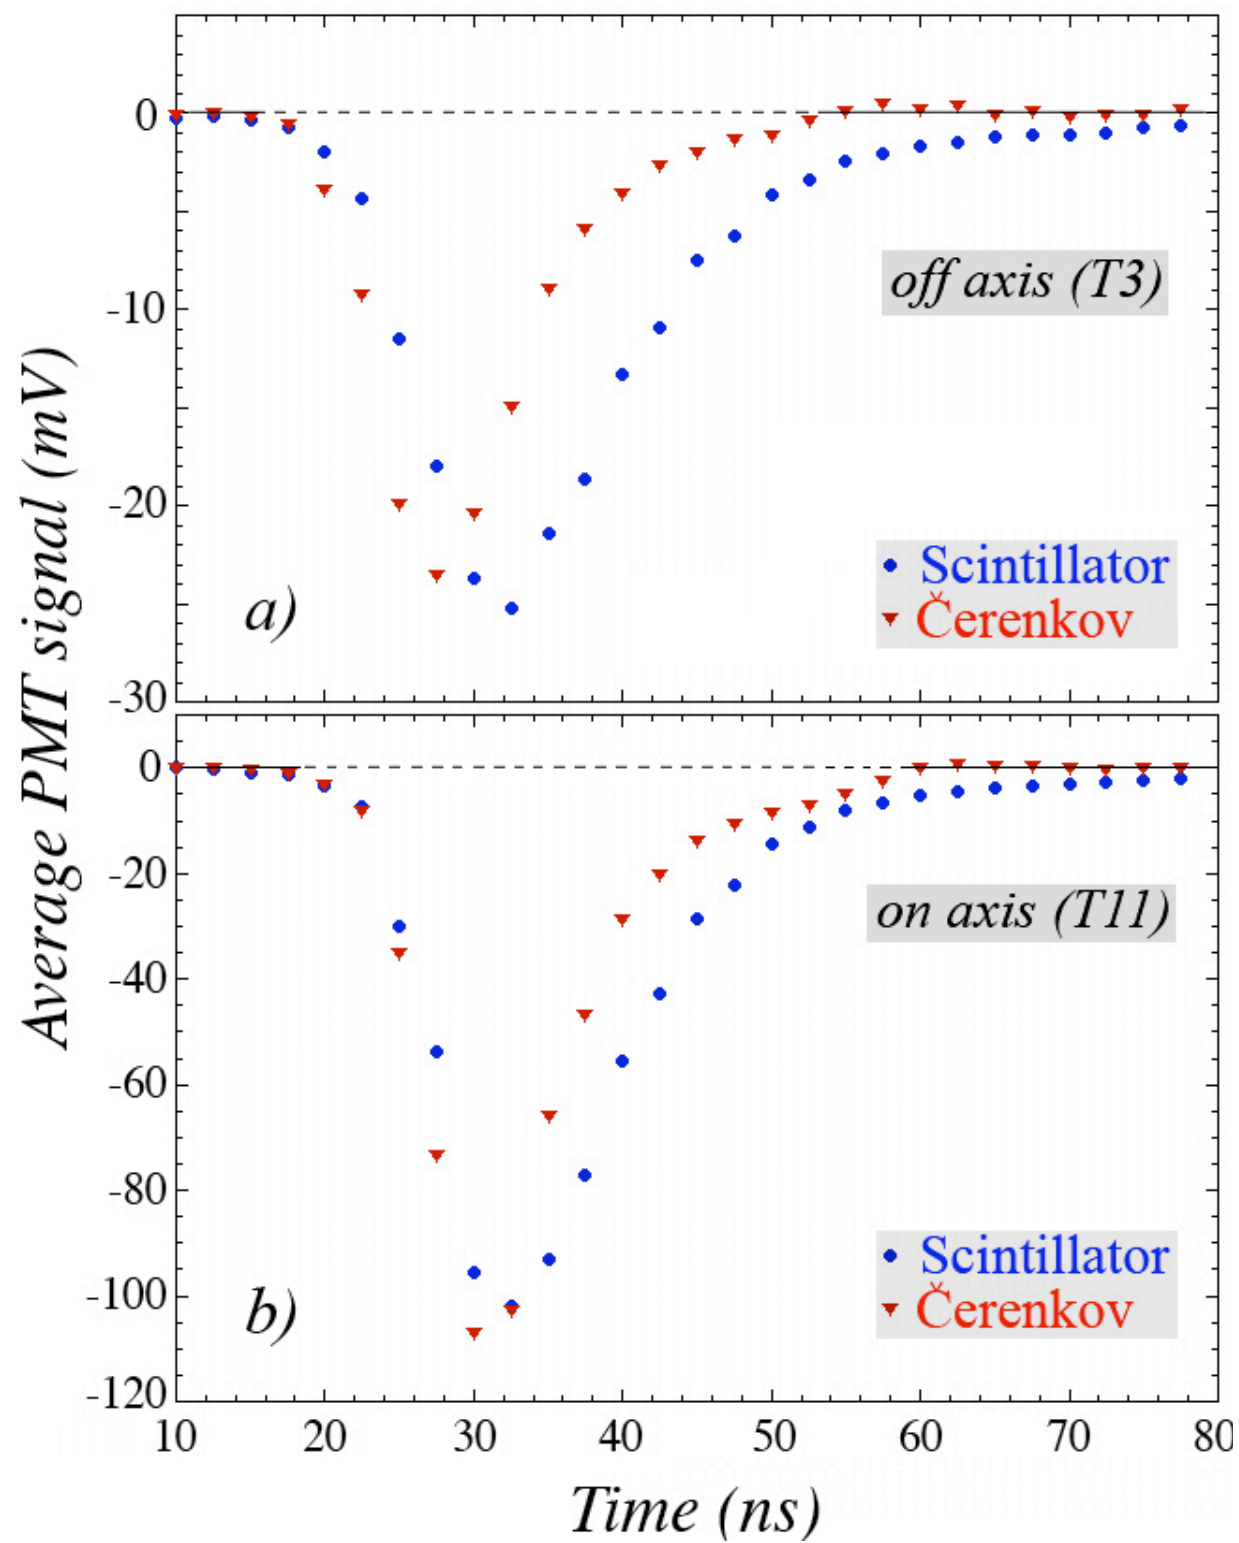 Average PMT signal (mV)
0
-10
-20
-30
off axis (T3)
Scintillator
Čerenkov
a)
0
-20
-40
-60
-80
-100
-120
on axis (T11)
Scintillator
Čerenkov
b)
10 20 30 40 50 60 70 80
Time (ns)